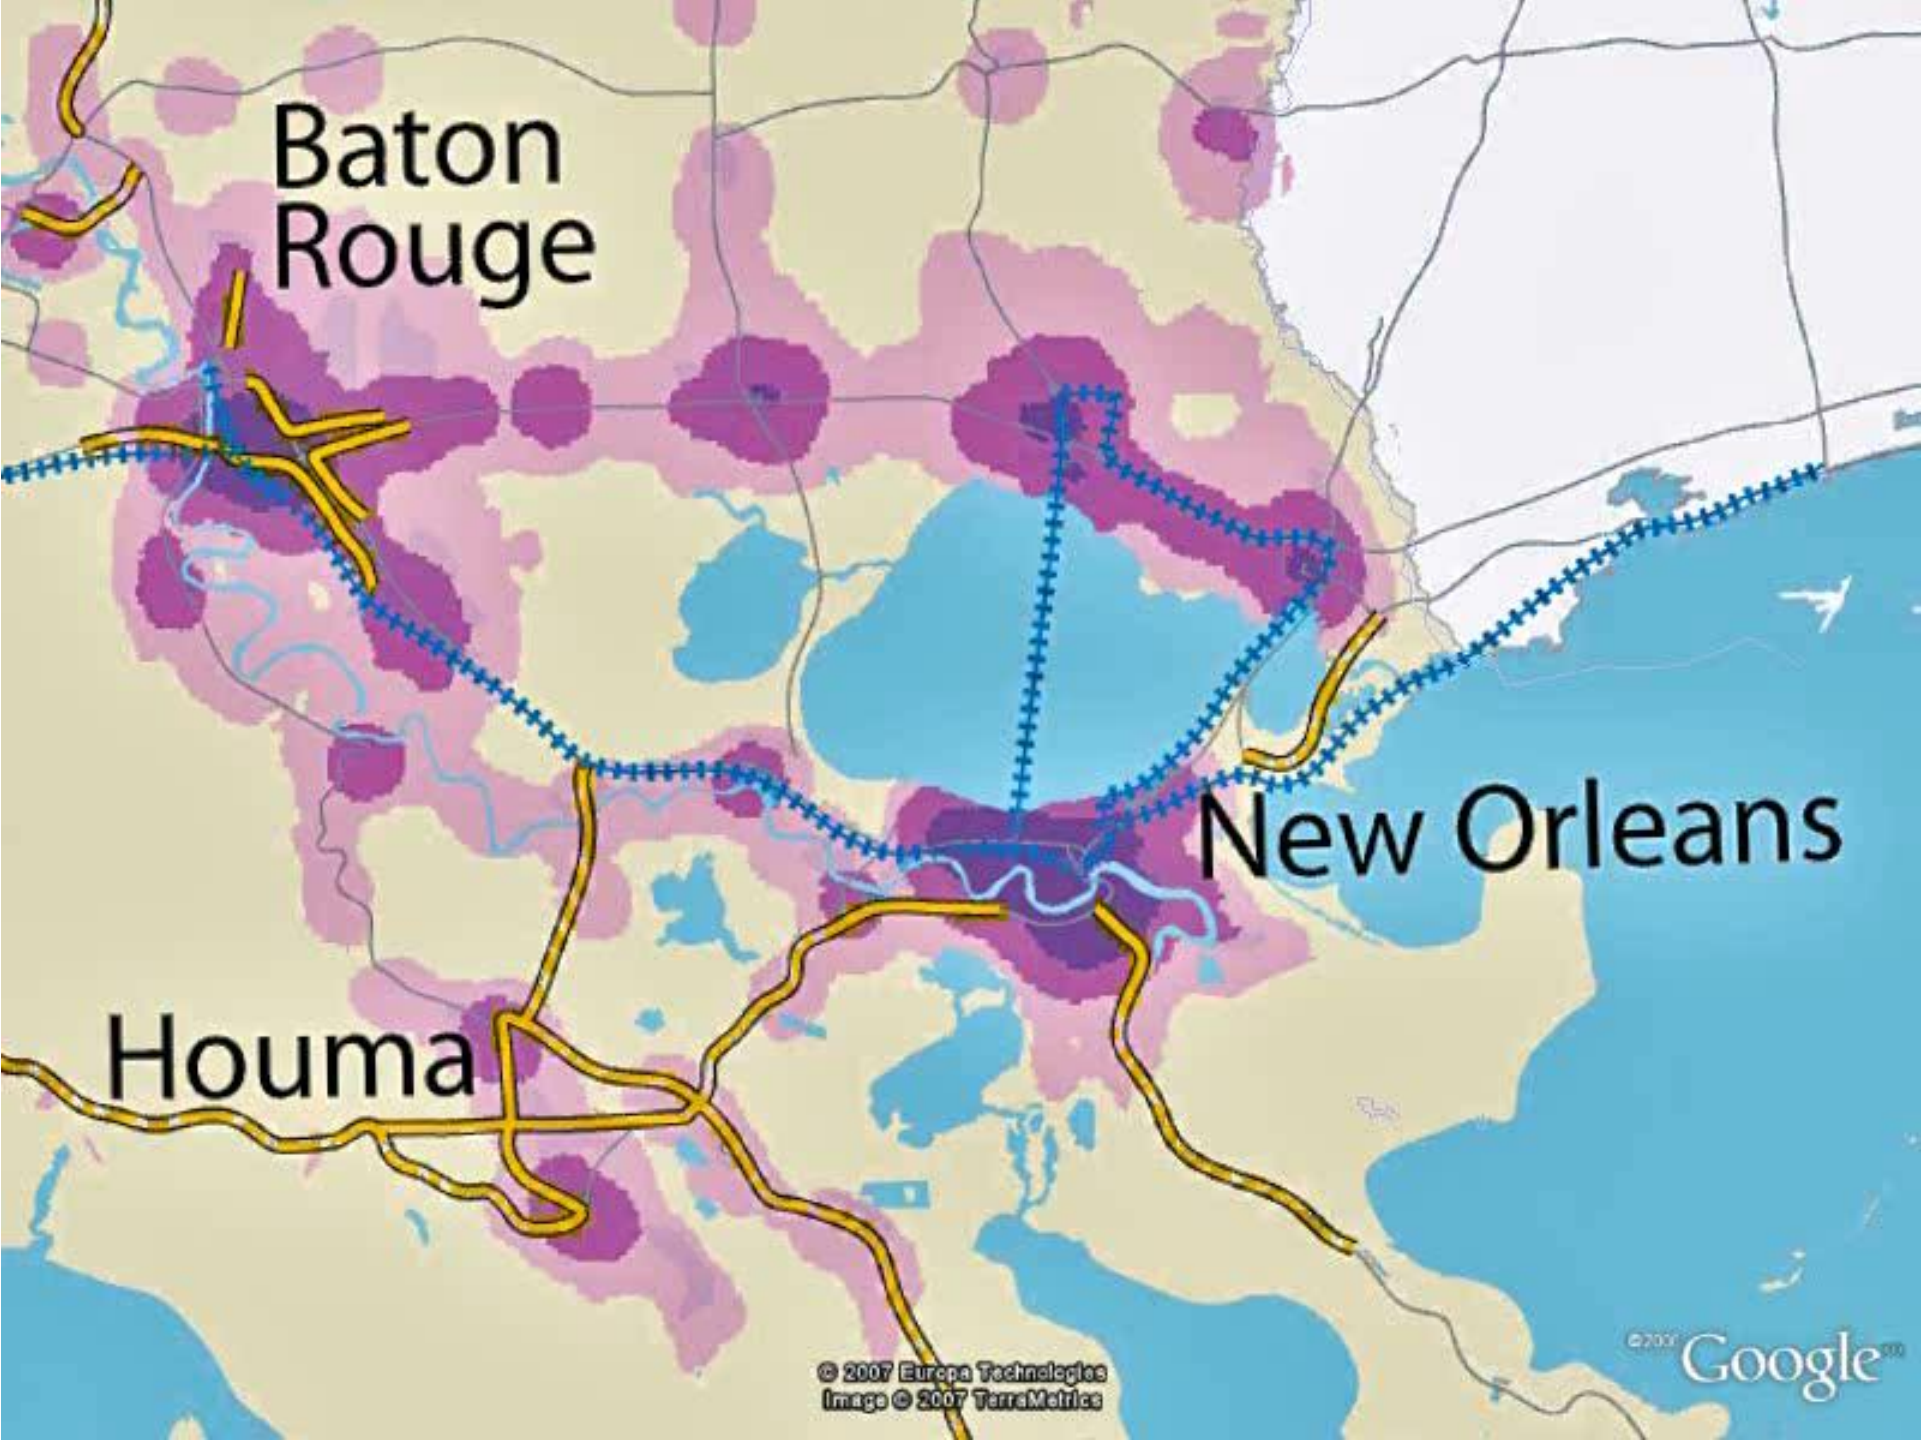 Baton
Rouge
New Orleans
Houma
Google
© 2007 Europa Technologies
Image © 2007 TerraMetrics